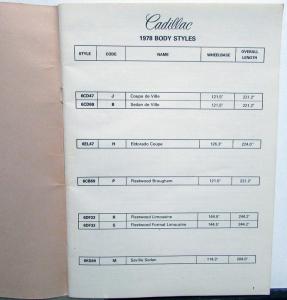 Cadillac
1978 BODY STYLES
STYLE CODE NAME WHEELBASE OVERALL LENGTH
6CD47 J Coupe de Ville 121.5" 221.2"
6CD69 B Sedan de Ville 121.5" 221.2"
6EL47 H Eldorado Coupe 126.3" 224.0"
6CB69 P Fleetwood Brougham 121.5" 221.2"
6DF23 R Fleetwood Limousine 144.5" 244.2"
6DF33 S Fleetwood Formal Limousine 144.5" 244.2"
6KS69 M Seville Sedan 114.3" 204.0"
1